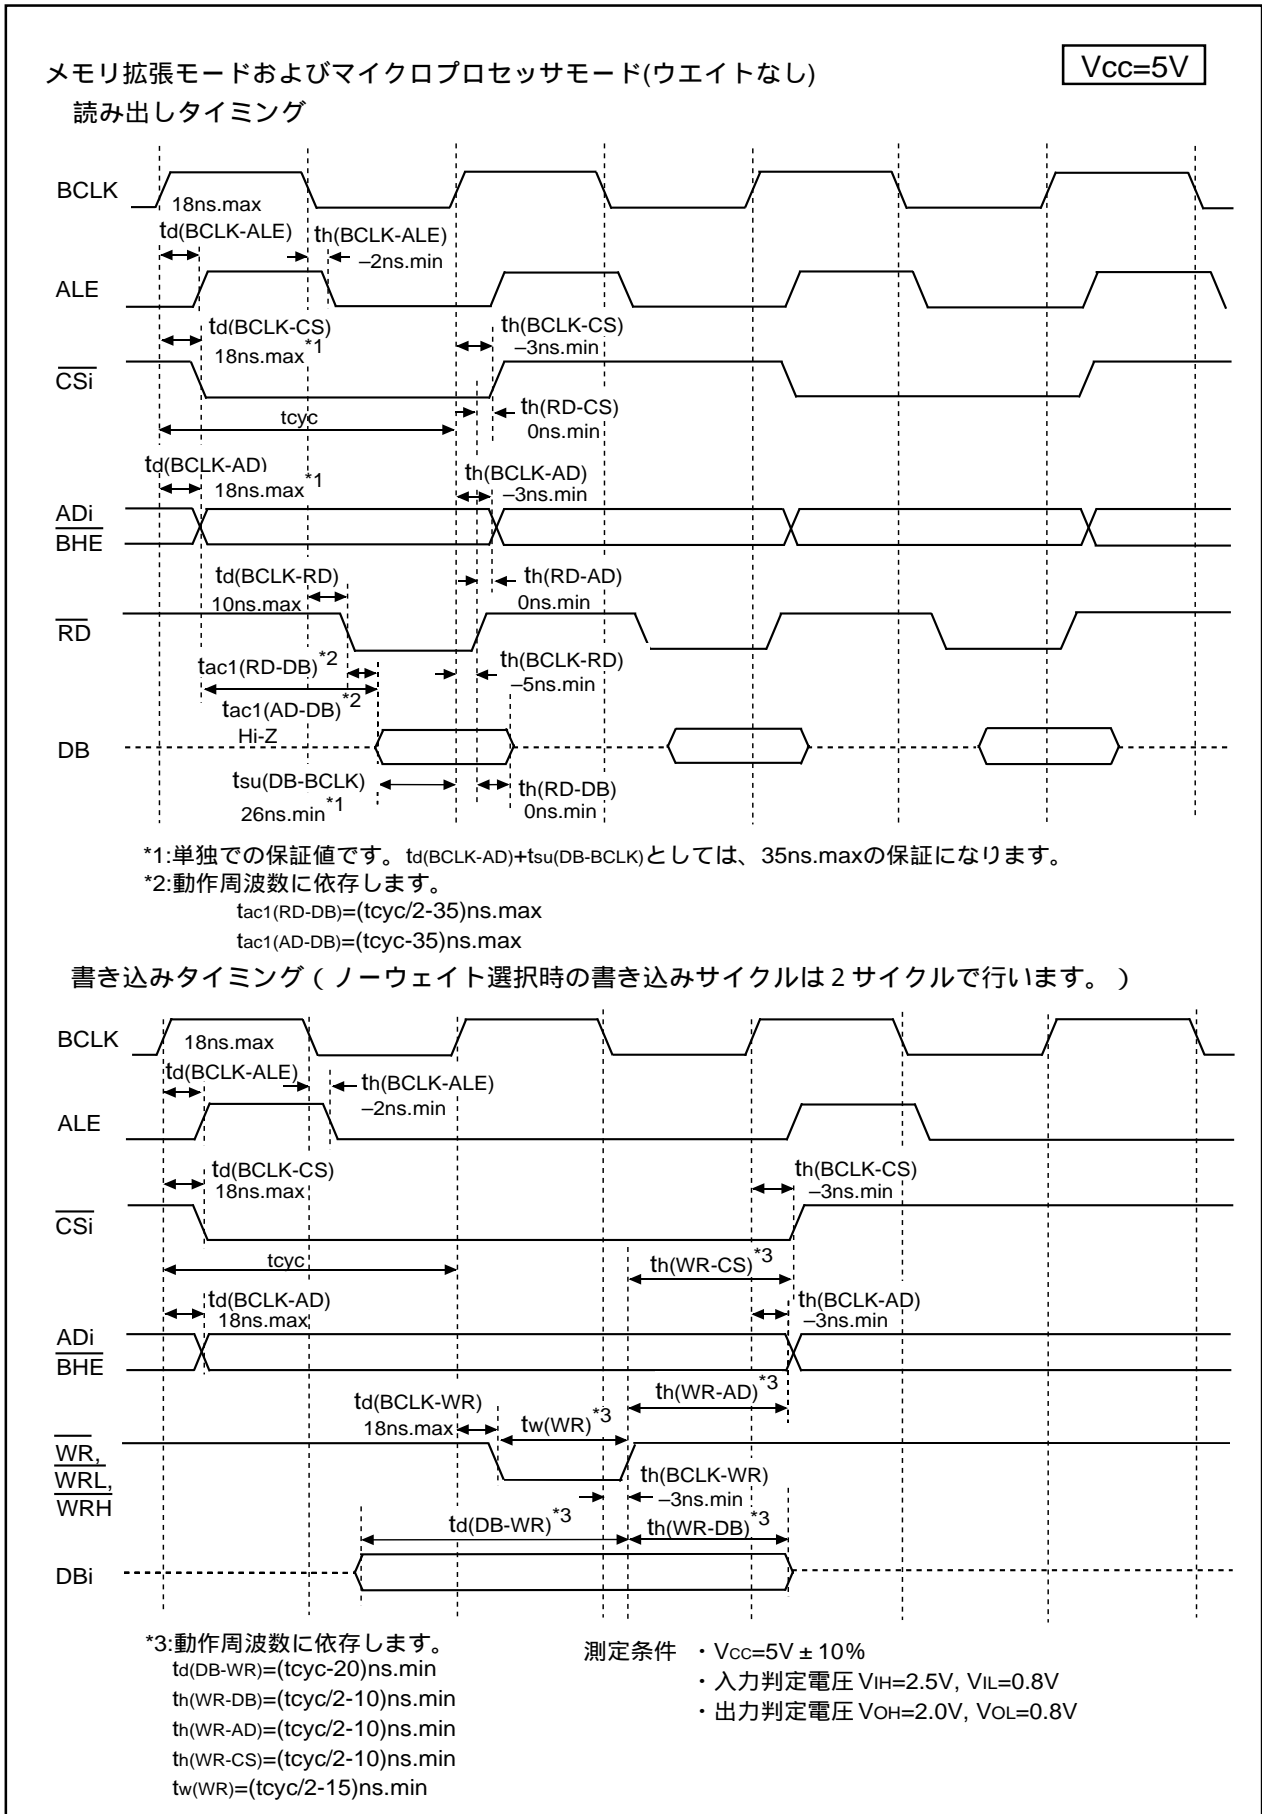 Vcc=5V
メモリ拡張モードおよびマイクロプロセッサモード(ウエイトなし)
読み出しタイミング
BCLK
18ns.max
td(BCLK-ALE)
th(BCLK-ALE)
–2ns.min
ALE
td(BCLK-CS)
18ns.max*1
th(BCLK-CS)
–3ns.min
CSi
tcyc
th(RD-CS)
0ns.min
td(BCLK-AD)
18ns.max*1
th(BCLK-AD)
–3ns.min
ADi
BHE
td(BCLK-RD)
10ns.max
th(RD-AD)
0ns.min
RD
tac1(RD-DB)*2
th(BCLK-RD)
–5ns.min
tac1(AD-DB)*2
Hi-Z
DB
tsu(DB-BCLK)
26ns.min*1
th(RD-DB)
0ns.min
*1:単独での保証値です。td(BCLK-AD)+tsu(DB-BCLK)としては、35ns.maxの保証になります。
*2:動作周波数に依存します。
tac1(RD-DB)=(tcyc/2-35)ns.max
tac1(AD-DB)=(tcyc-35)ns.max
書き込みタイミング(ノーウェイト選択時の書き込みサイクルは2サイクルで行います。)
BCLK
18ns.max
td(BCLK-ALE)
th(BCLK-ALE)
–2ns.min
ALE
td(BCLK-CS)
18ns.max
th(BCLK-CS)
–3ns.min
CSi
tcyc
th(WR-CS)*3
td(BCLK-AD)
18ns.max
th(BCLK-AD)
–3ns.min
ADi
BHE
td(BCLK-WR)
18ns.max
tw(WR)*3
th(WR-AD)*3
WR,
WRL,
WRH
th(BCLK-WR)
–3ns.min
td(DB-WR)*3
th(WR-DB)*3
DBi
*3:動作周波数に依存します。
td(DB-WR)=(tcyc-20)ns.min
th(WR-DB)=(tcyc/2-10)ns.min
th(WR-AD)=(tcyc/2-10)ns.min
th(WR-CS)=(tcyc/2-10)ns.min
tw(WR)=(tcyc/2-15)ns.min
測定条件 ・VCC=5V±10%
・入力判定電圧 VIH=2.5V, VIL=0.8V
・出力判定電圧 VOH=2.0V, VOL=0.8V